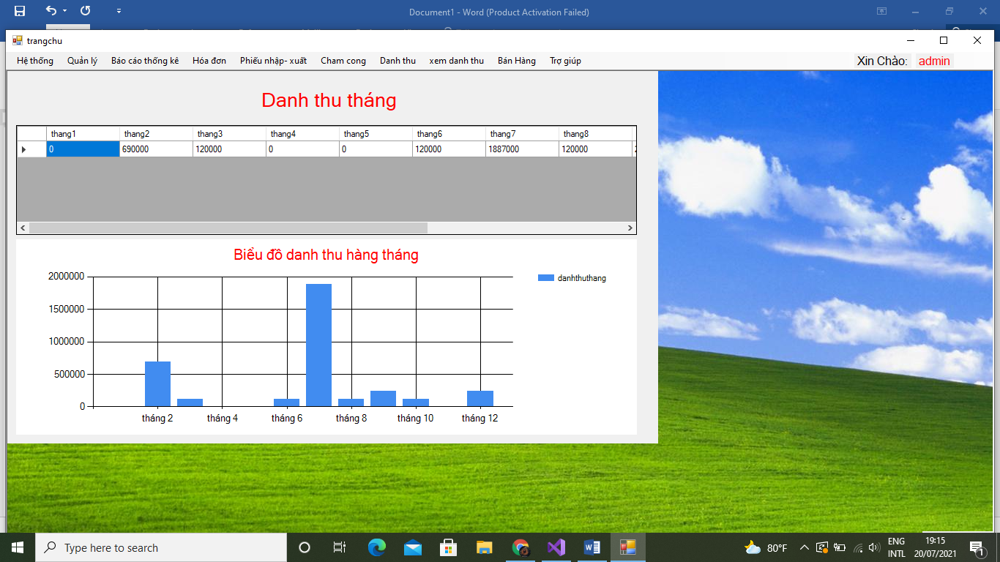 Document1 - Word (Product Activation Failed)
trangchu
Hệ thống Quản lý Báo cáo thống kê Hóa đơn Phiếu nhập- xuất Cham cong Danh thu xem danh thu Bán Hàng Trợ giúp Xin Chào: admin
Danh thu tháng
thang1 thang2 thang3 thang4 thang5 thang6 thang7 thang8
0 690000 120000 0 0 120000 1887000 120000
Biểu đồ danh thu hàng tháng
danhthuthang
2000000
1500000
1000000
500000
0
tháng 2 tháng 4 tháng 6 tháng 8 tháng 10 tháng 12
Type here to search
80°F
ENG
INTL
19:15
20/07/2021
1